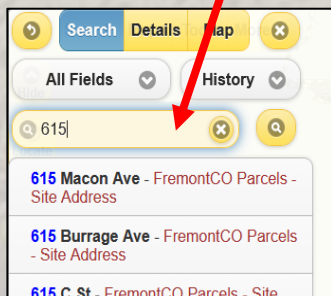 Search Details Map
All Fields History
615
615 Macon Ave - FremontCO Parcels -
Site Address
615 Burrage Ave - FremontCO Parcels
- Site Address
615 C St - FremontCO Parcels - Site